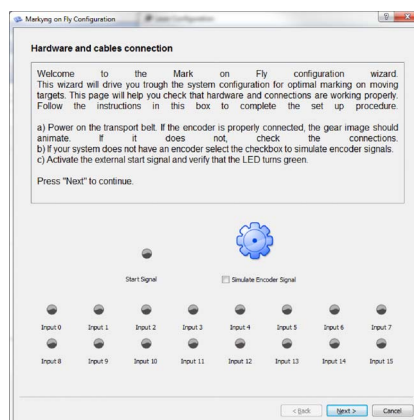 Markyng on Fly Configuration
Hardware and cables connection
Welcome to the Mark on Fly configuration wizard.
This wizard will drive you trough the system configuration for optimal marking on moving
targets. This page will help you check that hardware and connections are working properly.
Follow the instructions in this box to complete the set up procedure.
a) Power on the transport belt. If the encoder is properly connected, the gear image should
animate. If it does not, check the connections.
b) If your system does not have an encoder select the checkbox to simulate encoder signals.
c) Activate the external start signal and verify that the LED turns green.
Press "Next" to continue.
Start Signal
Simulate Encoder Signal
Input 0 Input 1 Input 2 Input 3 Input 4 Input 5 Input 6 Input 7
Input 8 Input 9 Input 10 Input 11 Input 12 Input 13 Input 14 Input 15
< Back Next > Cancel